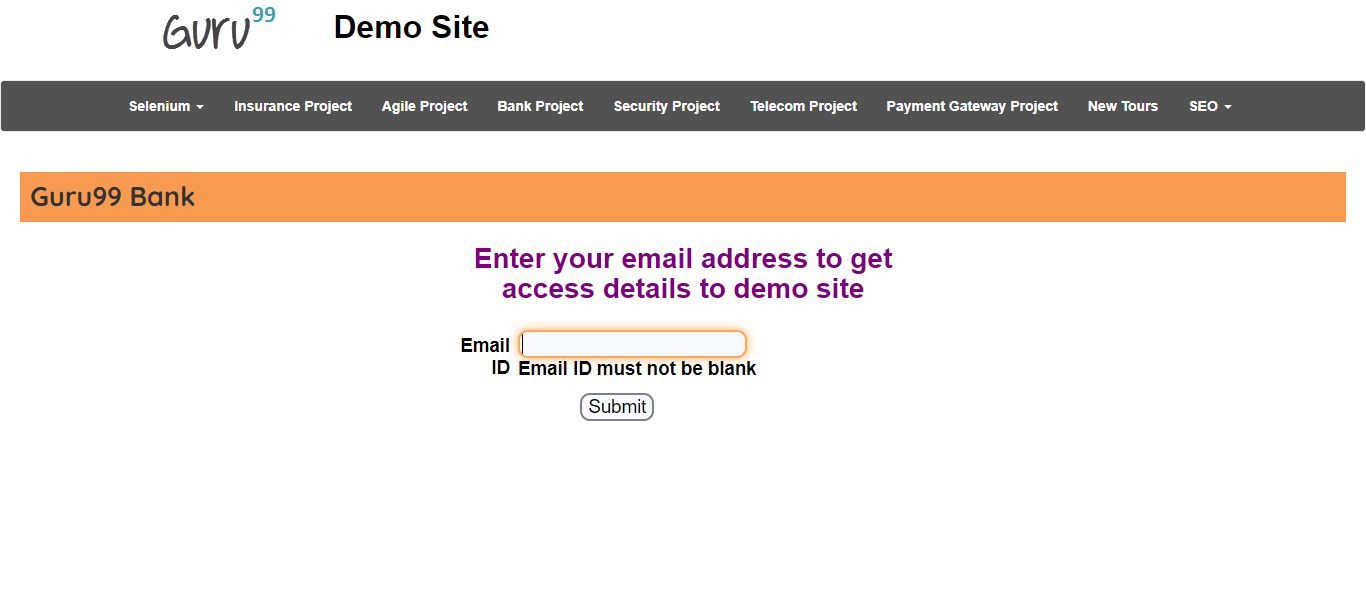 Guru99 Demo Site
Selenium Insurance Project Agile Project Bank Project Security Project Telecom Project Payment Gateway Project New Tours SEO
Guru99 Bank
Enter your email address to get
access details to demo site
Email
ID Email ID must not be blank
Submit